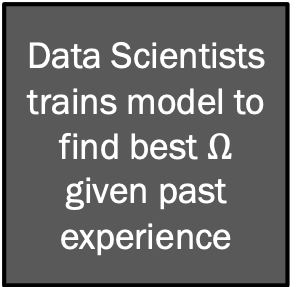 Data Scientists
trains model to
find best Ω
given past
experience